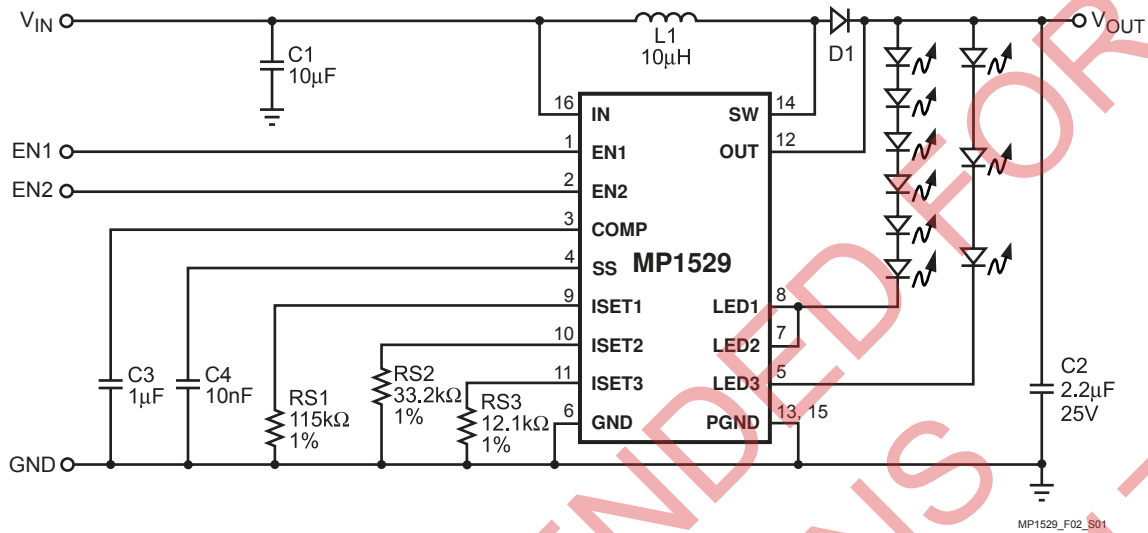 VIN
C1
10µF
L1
10µH
D1
VOUT
16
IN
SW
14
EN1
1
EN1
OUT
12
EN2
2
EN2
3
COMP
4
SS
MP1529
9
ISET1
LED1
8
10
ISET2
LED2
7
11
ISET3
LED3
5
6
GND
PGND
13, 15
C3
1µF
C4
10nF
RS1
115kΩ
1%
RS2
33.2kΩ
1%
RS3
12.1kΩ
1%
C2
2.2µF
25V
GND
MP1529_F02_S01
FOR